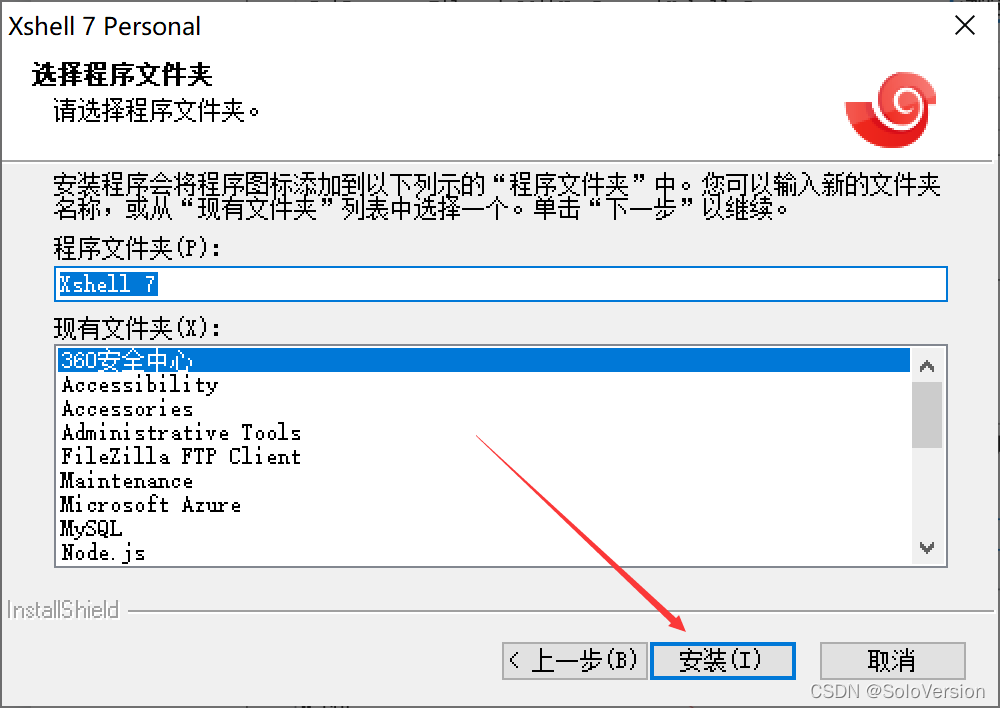 Xshell 7 Personal
选择程序文件夹
请选择程序文件夹。
安装程序会将程序图标添加到以下列示的“程序文件夹”中。您可以输入新的文件夹
名称，或从“现有文件夹”列表中选择一个。单击“下一步”以继续。
程序文件夹(P)：
Xshell 7
现有文件夹(X)：
360安全中心
Accessibility
Accessories
Administrative Tools
FileZilla FTP Client
Maintenance
Microsoft Azure
MySQL
Node.js
InstallShield
< 上一步(B)
安装(I)
取消
CSDN @SoloVersion